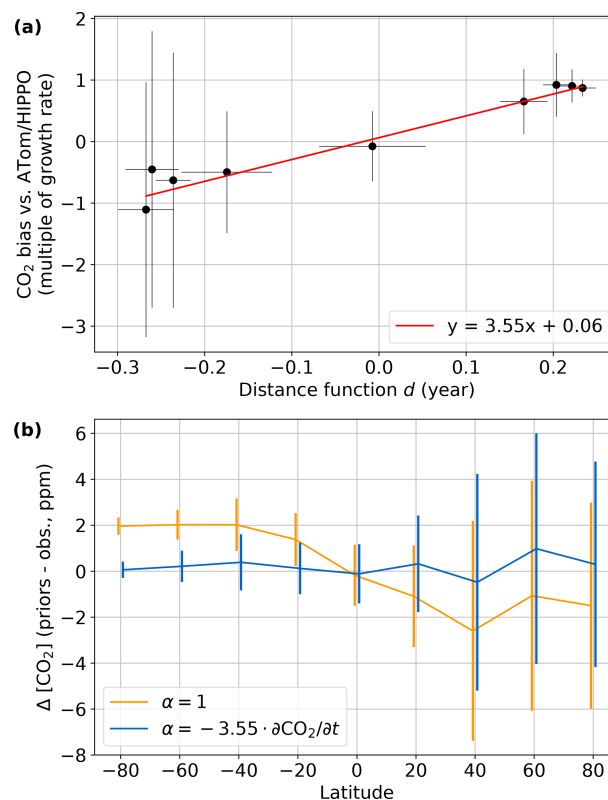 (a)
2
1
0
−1
−2
−3
CO₂ bias vs. ATom/HIPPO
(multiple of growth rate)
y = 3.55x + 0.06
−0.3 −0.2 −0.1 0.0 0.1 0.2
Distance function d (year)
(b)
6
4
2
0
−2
−4
−6
−8
Δ [CO₂] (priors - obs., ppm)
α = 1
α = −3.55 · ∂CO₂/∂t
−80 −60 −40 −20 0 20 40 60 80
Latitude